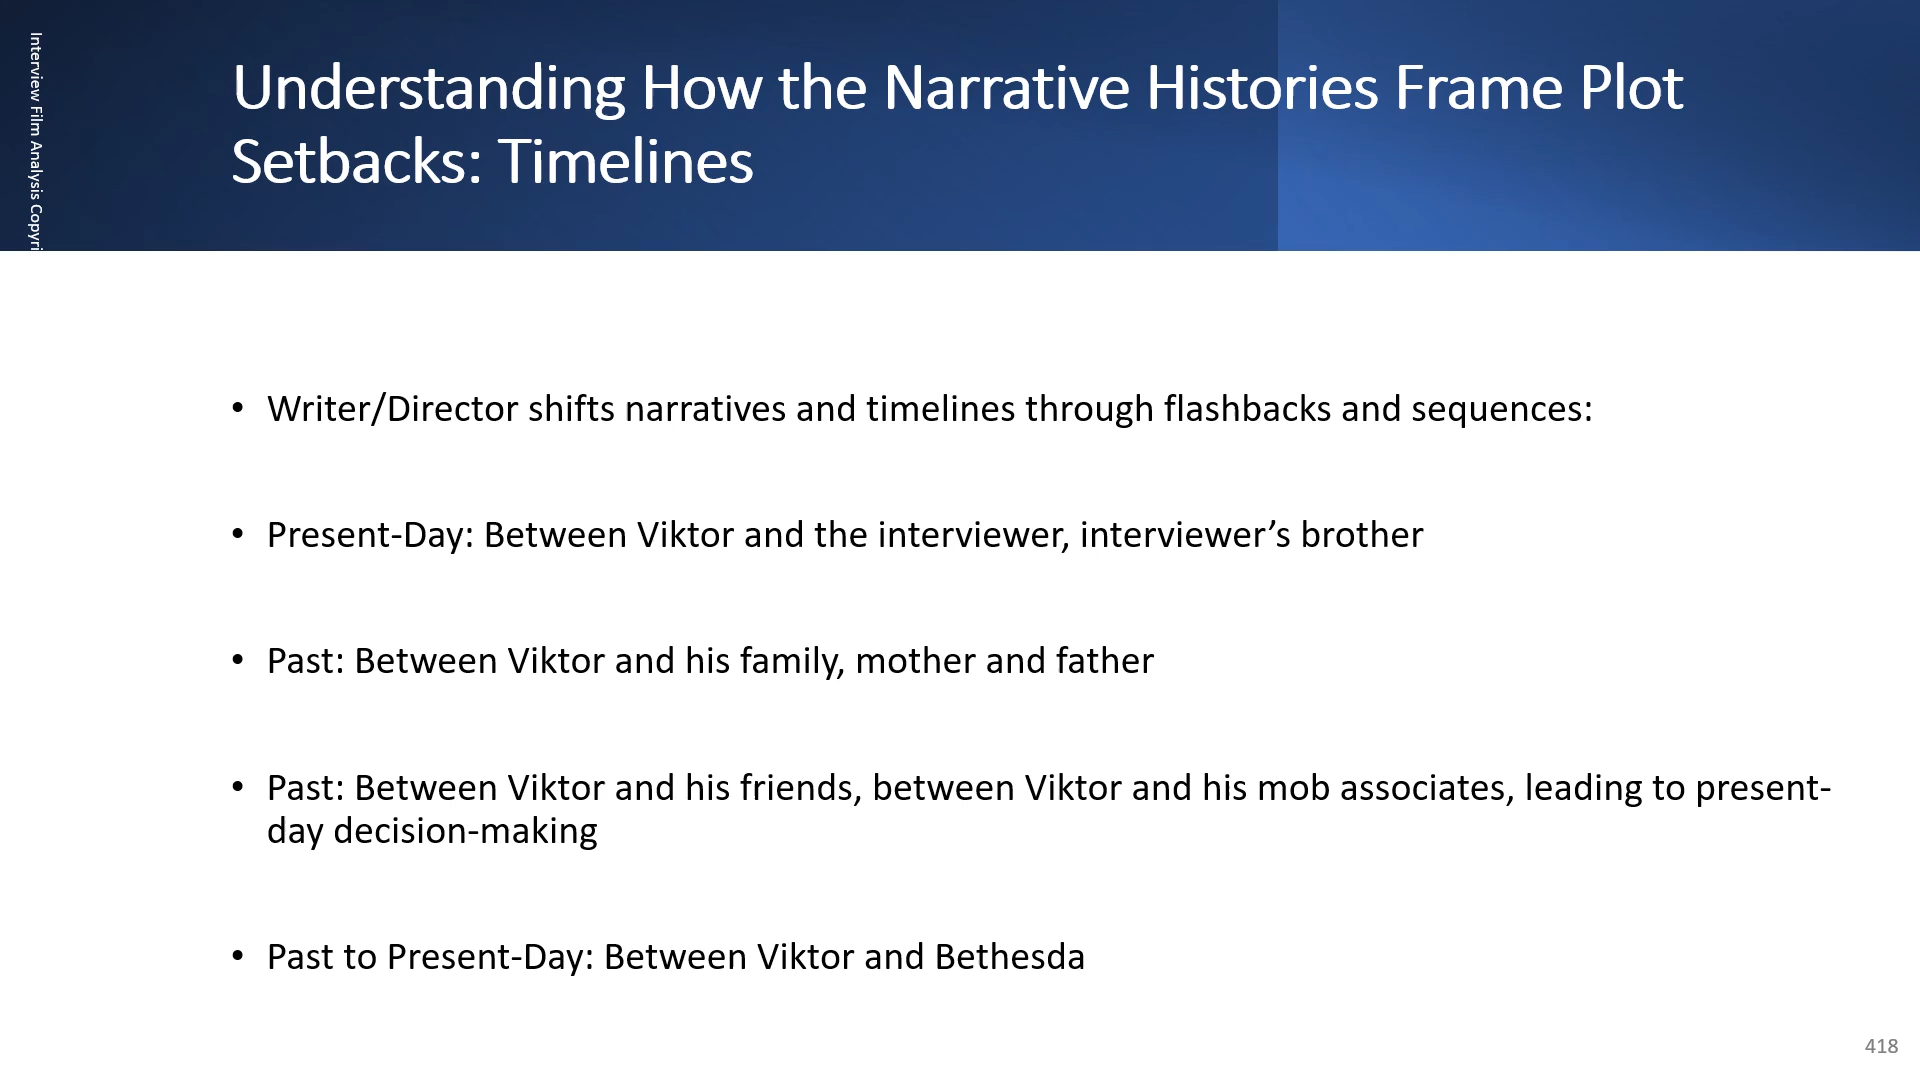 Interview Film Analysis Copyri
Understanding How the Narrative Histories Frame Plot
Setbacks: Timelines
• Writer/Director shifts narratives and timelines through flashbacks and sequences:
• Present-Day: Between Viktor and the interviewer, interviewer’s brother
• Past: Between Viktor and his family, mother and father
• Past: Between Viktor and his friends, between Viktor and his mob associates, leading to present-
day decision-making
• Past to Present-Day: Between Viktor and Bethesda
418